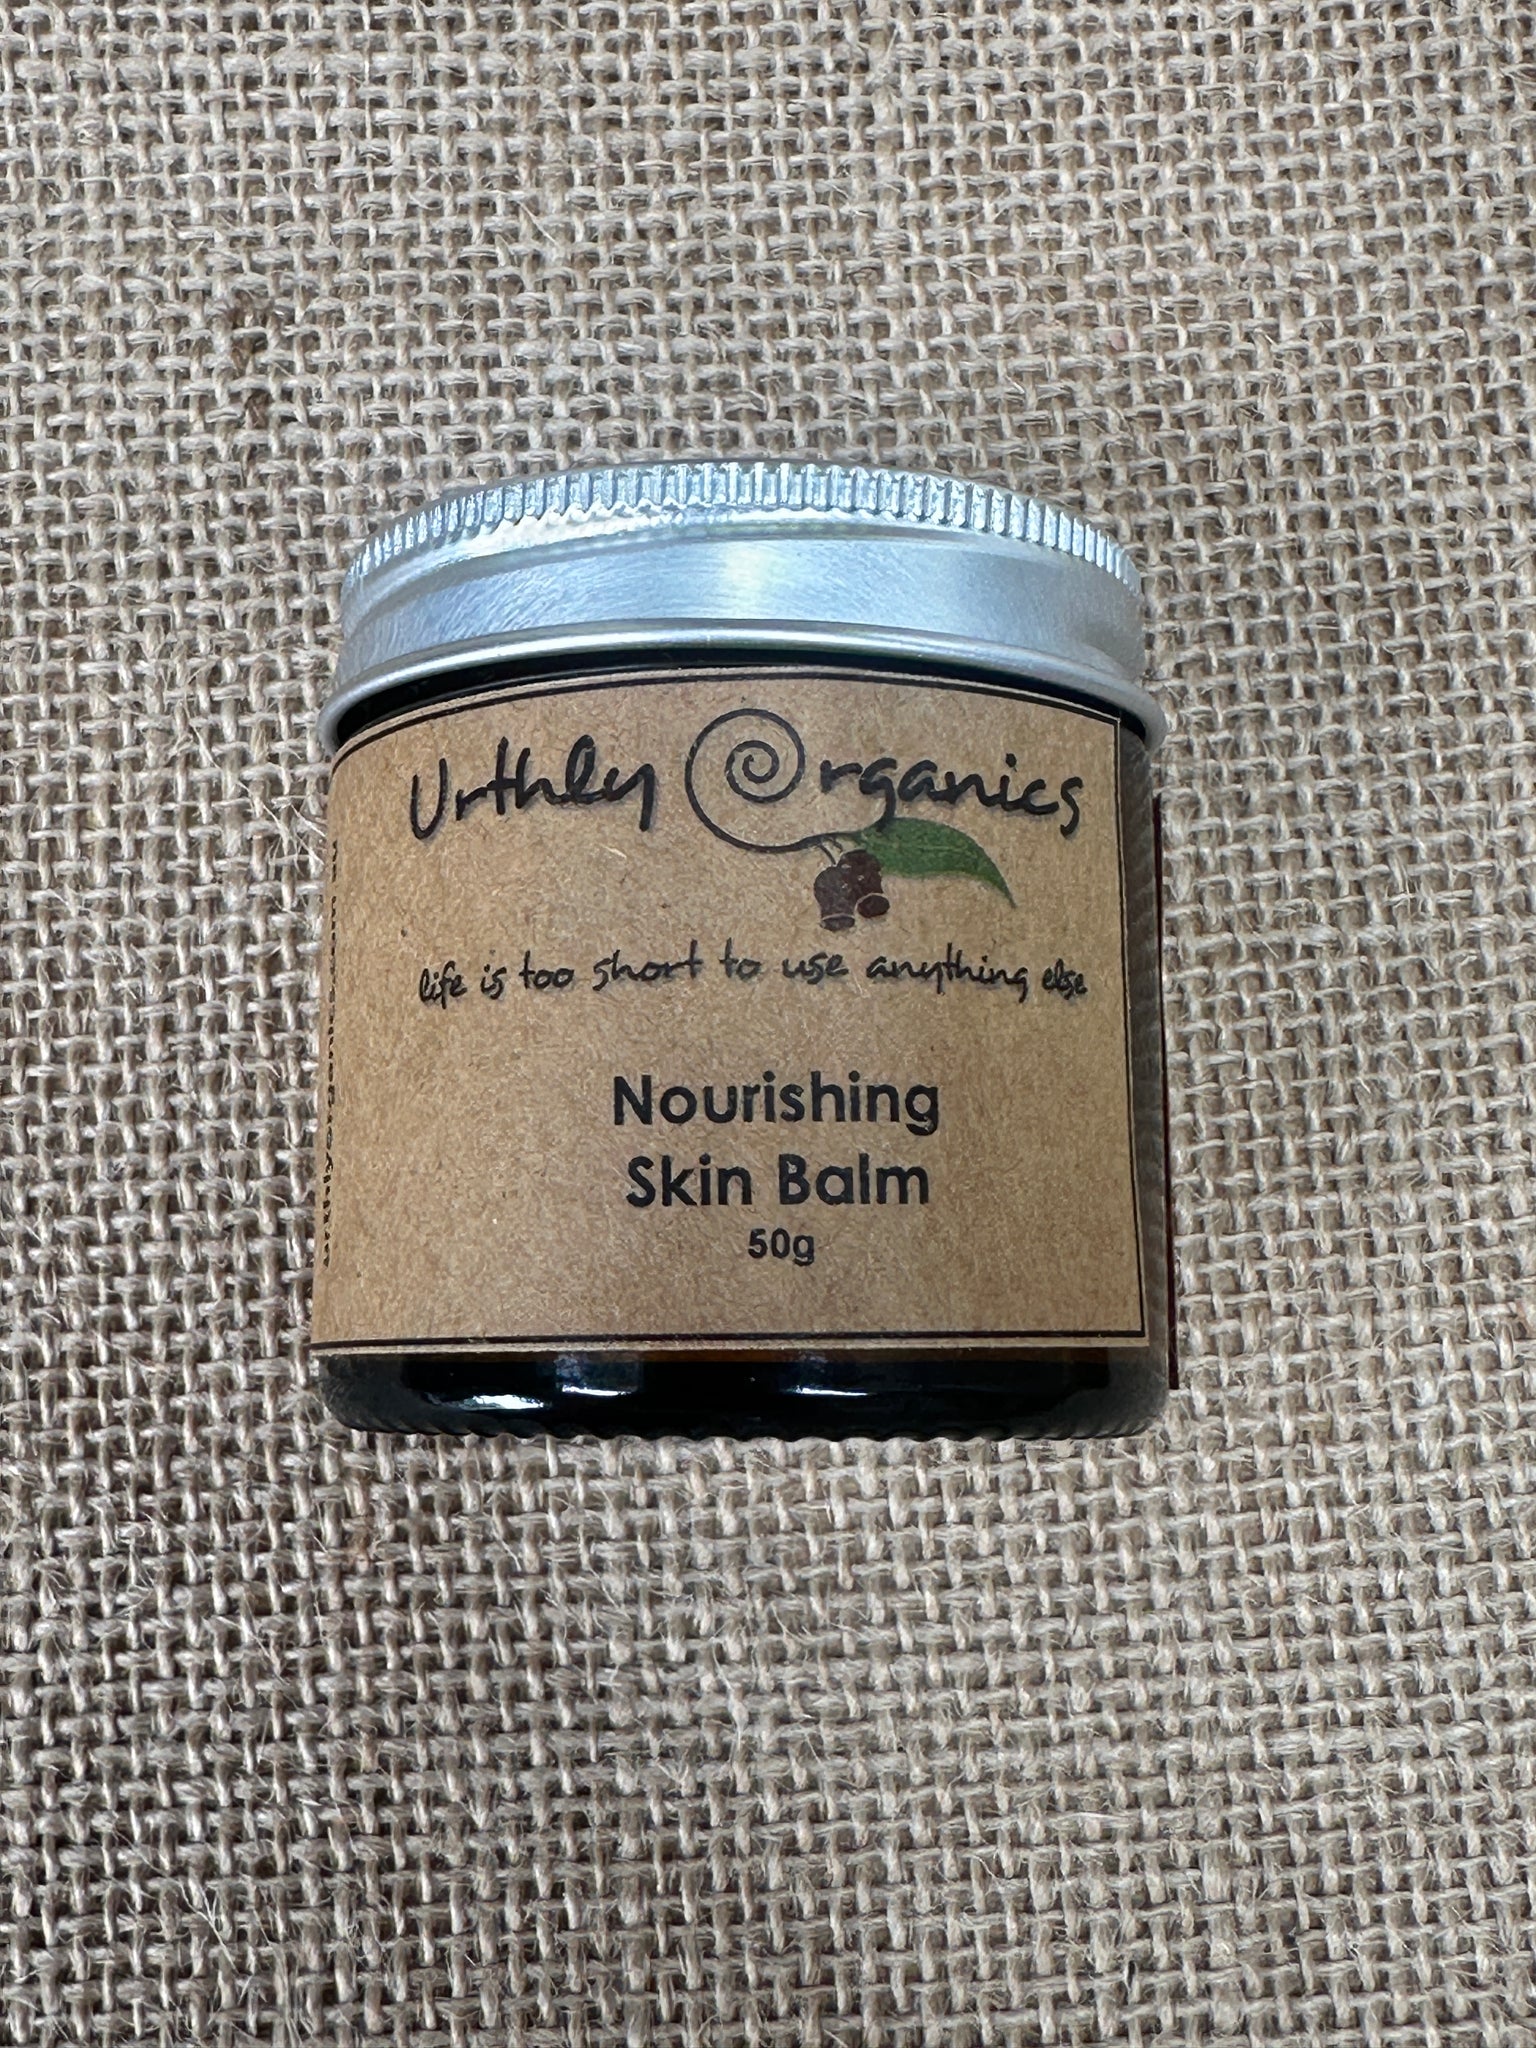 Urthly Organics
life is too short to use anything else
Nourishing
Skin Balm
50g